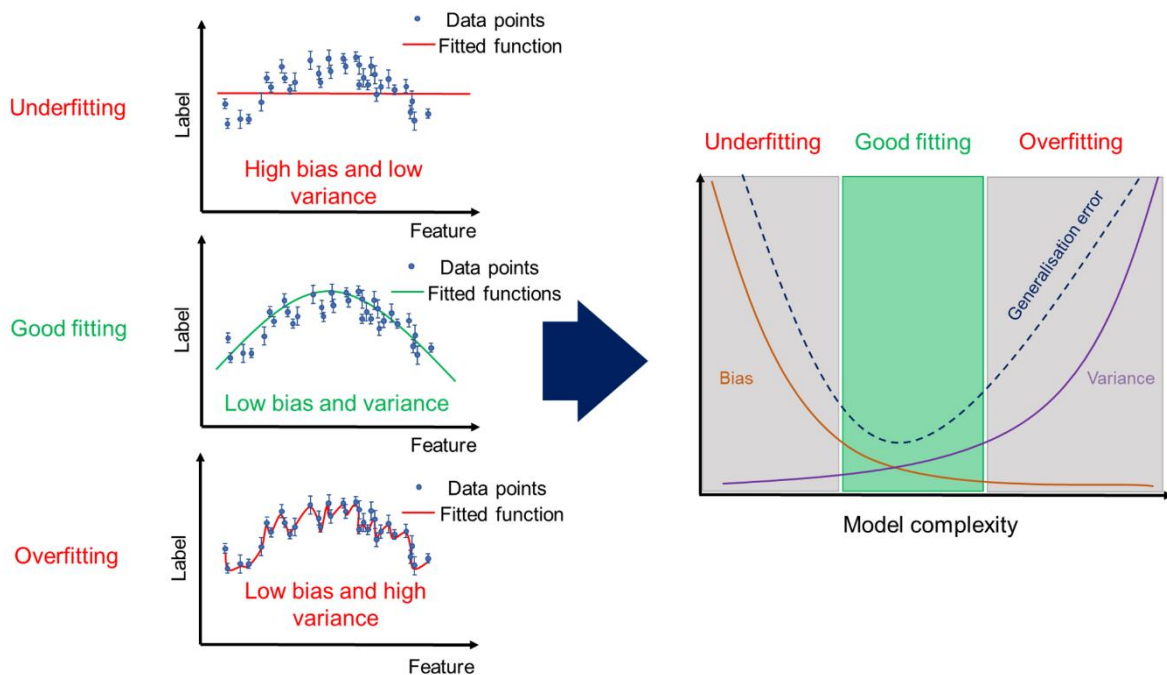 Underfitting
Label
Data points
Fitted function
High bias and low
variance
Feature
Good fitting
Label
Data points
Fitted functions
Low bias and variance
Feature
Overfitting
Label
Data points
Fitted function
Low bias and high
variance
Feature
Underfitting
Good fitting
Overfitting
Generalisation error
Bias
Variance
Model complexity